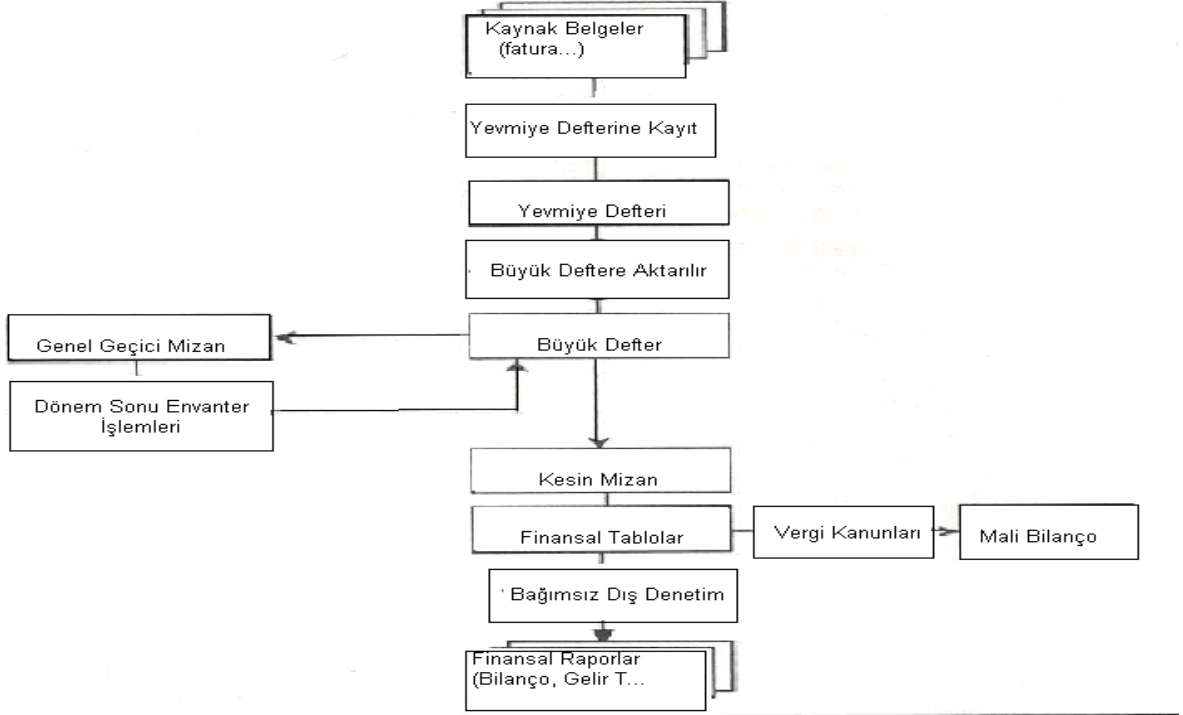 Kaynak Belgeler
(fatura...)
Yevmiye Defterine Kayıt
Yevmiye Defteri
Büyük Deftere Aktarılır
Büyük Defter
Genel Geçici Mizan
Dönem Sonu Envanter
İşlemleri
Kesin Mizan
Finansal Tablolar
Vergi Kanunları
Mali Bilanço
Bağımsız Dış Denetim
Finansal Raporlar
(Bilanço, Gelir T...